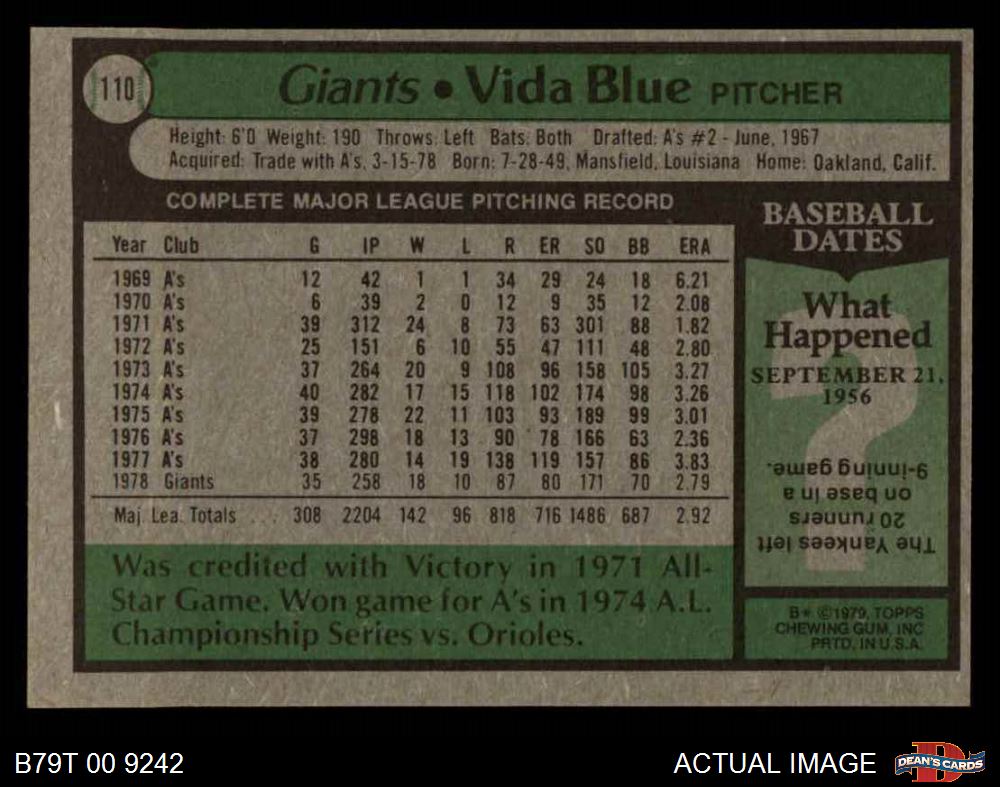 110
Giants • Vida Blue PITCHER
Height: 6'0 Weight: 190 Throws: Left Bats: Both Drafted: A's #2 - June, 1967
Acquired: Trade with A's, 3-15-78 Born: 7-28-49, Mansfield, Louisiana Home: Oakland, Calif.
COMPLETE MAJOR LEAGUE PITCHING RECORD
Year Club G IP W L R ER SO BB ERA
1969 A's 12 42 1 1 34 29 24 18 6.21
1970 A's 6 39 2 0 12 9 35 12 2.08
1971 A's 39 312 24 8 73 63 301 88 1.82
1972 A's 25 151 6 10 55 47 111 48 2.80
1973 A's 37 264 20 9 108 96 158 105 3.27
1974 A's 40 282 17 15 118 102 174 98 3.26
1975 A's 39 278 22 11 103 93 189 99 3.01
1976 A's 37 298 18 13 90 78 166 63 2.36
1977 A's 38 280 14 19 138 119 157 86 3.83
1978 Giants 35 258 18 10 87 80 171 70 2.79
Maj. Lea. Totals ... 308 2204 142 96 818 716 1486 687 2.92
Was credited with Victory in 1971 All-
Star Game. Won game for A's in 1974 A.L.
Championship Series vs. Orioles.
BASEBALL
DATES
What
Happened
SEPTEMBER 21,
1956
?
The Yankees left
20 runners
on base in a
9-inning game.
B* ©1979, TOPPS
CHEWING GUM, INC
PRTD. IN U.S.A.
B79T 00 9242
ACTUAL IMAGE
D
DEAN'S CARDS